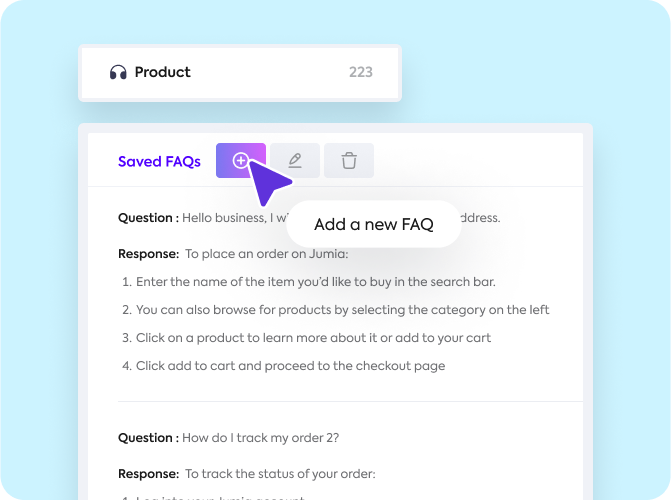 Product 223
Saved FAQs
Add a new FAQ
Question : Hello business, I ddress.
Response: To place an order on Jumia:
1. Enter the name of the item you’d like to buy in the search bar.
2. You can also browse for products by selecting the category on the left
3. Click on a product to learn more about it or add to your cart
4. Click add to cart and proceed to the checkout page
Question : How do I track my order 2?
Response: To track the status of your order: